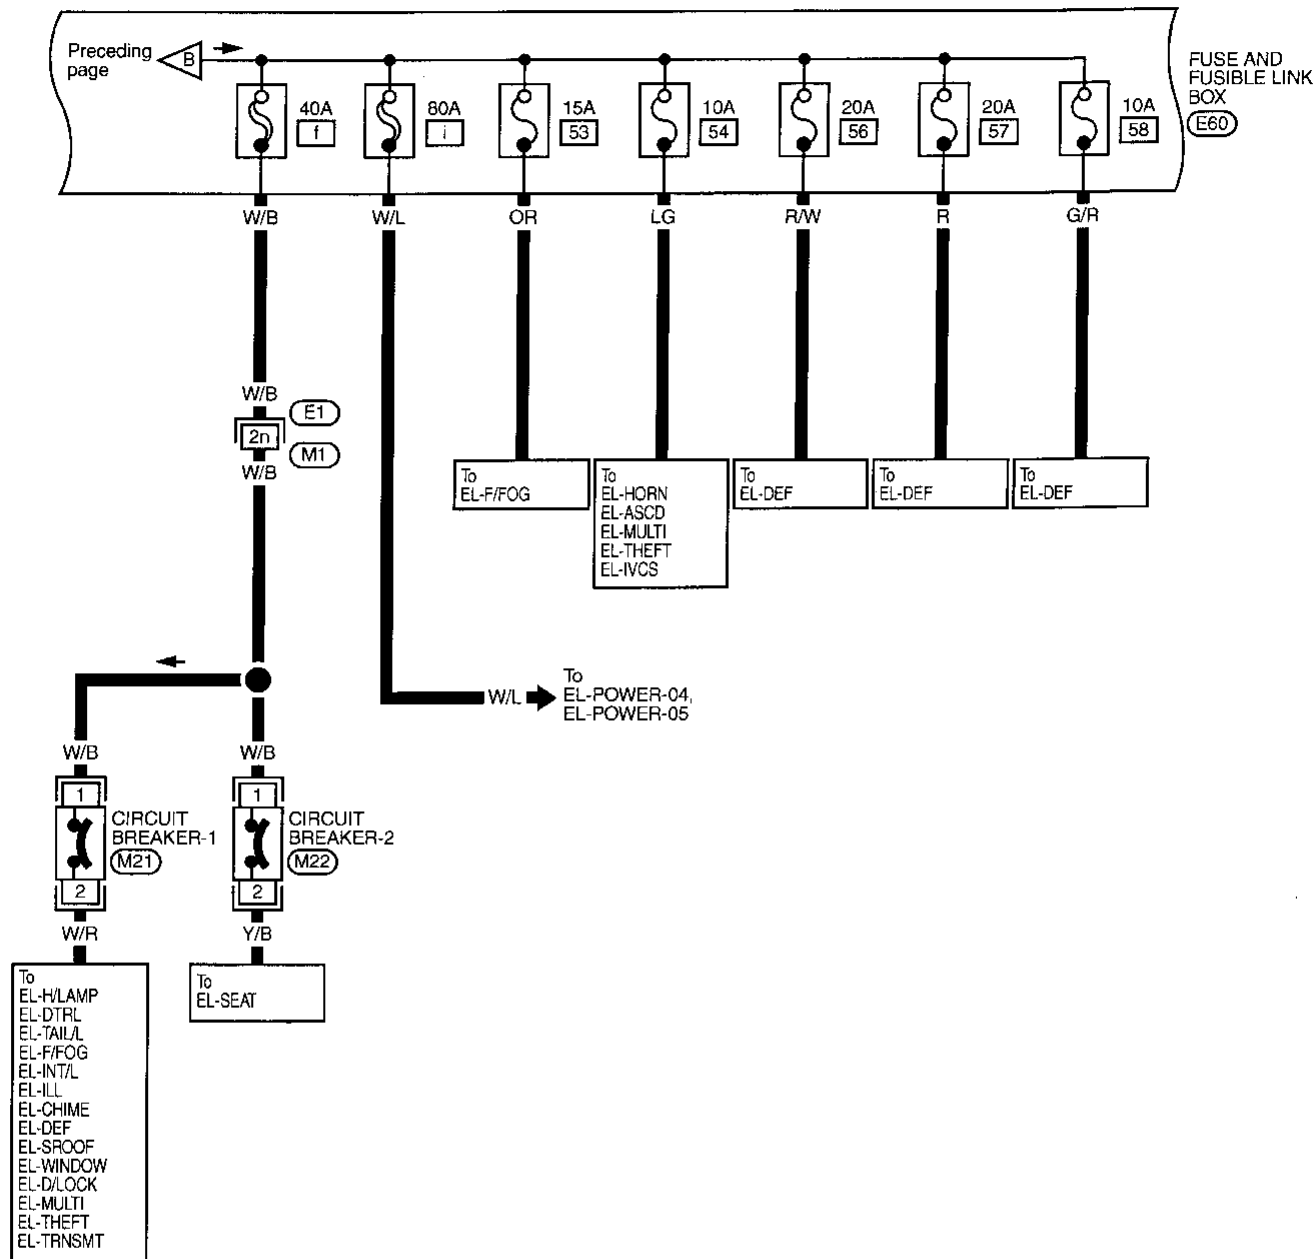 Preceding
page
B
40A
f
80A
i
15A
53
10A
54
20A
56
20A
57
10A
58
FUSE AND
FUSIBLE LINK
BOX
E60
W/B
W/L
OR
LG
R/W
R
G/R
W/B
E1
2n
M1
W/B
To
EL-F/FOG
To
EL-HORN
EL-ASCD
EL-MULTI
EL-THEFT
EL-IVCS
To
EL-DEF
To
EL-DEF
To
EL-DEF
W/L
To
EL-POWER-04,
EL-POWER-05
W/B
1
CIRCUIT
BREAKER-1
M21
2
W/R
W/B
1
CIRCUIT
BREAKER-2
M22
2
Y/B
To
EL-H/LAMP
EL-DTRL
EL-TAIL/L
EL-F/FOG
EL-INT/L
EL-ILL
EL-CHIME
EL-DEF
EL-SROOF
EL-WINDOW
EL-D/LOCK
EL-MULTI
EL-THEFT
EL-TRNSMT
To
EL-SEAT